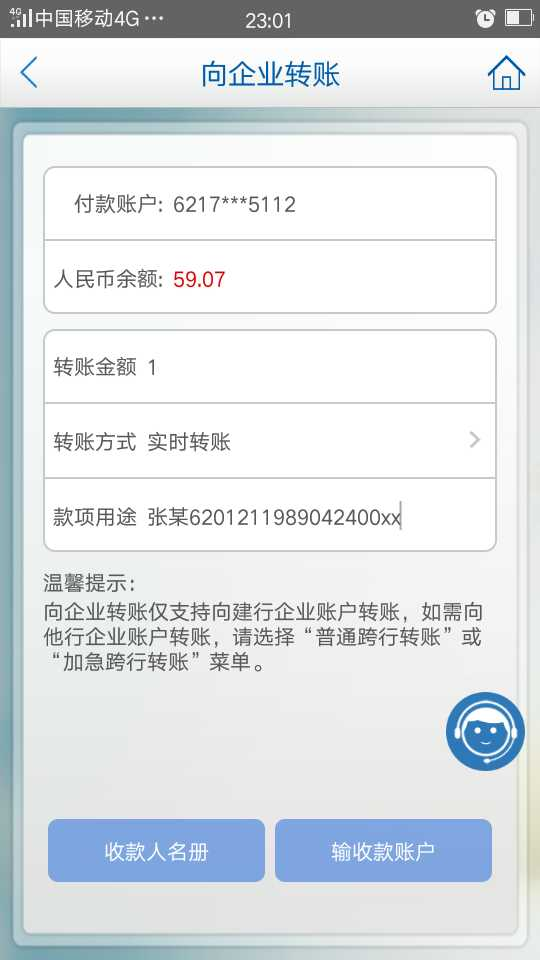 4G 中国移动4G ··· 23:01
向企业转账
付款账户: 6217***5112
人民币余额: 59.07
转账金额 1
转账方式 实时转账
款项用途 张某6201211989042400xx
温馨提示：
向企业转账仅支持向建行企业账户转账，如需向
他行企业账户转账，请选择“普通跨行转账”或
“加急跨行转账”菜单。
收款人名册 输收款账户